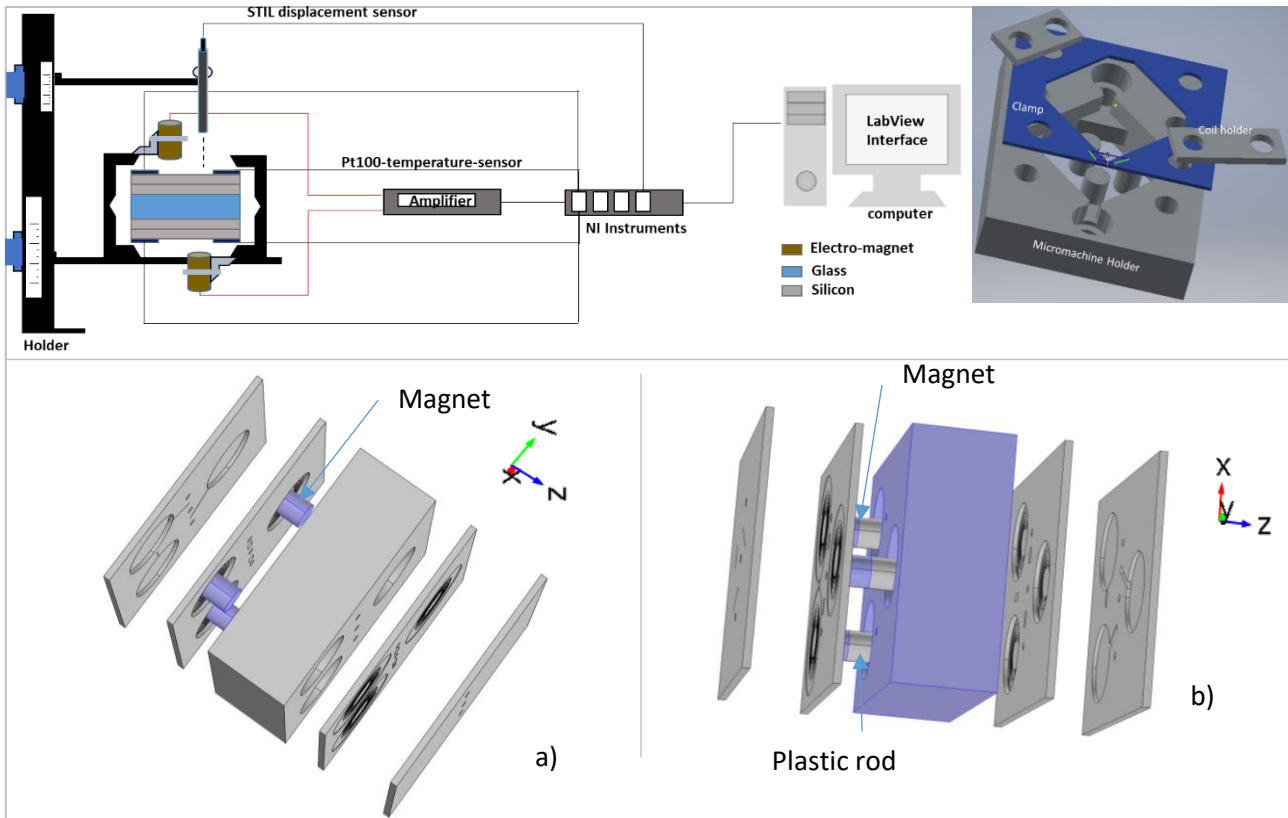 STIL displacement sensor
Pt100-temperature-sensor
Amplifier
NI Instruments
LabView
Interface
computer
Electro-magnet
Glass
Silicon
Holder
Clamp
Coil holder
Micromachine Holder
Magnet
y
x
z
a)
Magnet
x
y
z
Plastic rod
b)